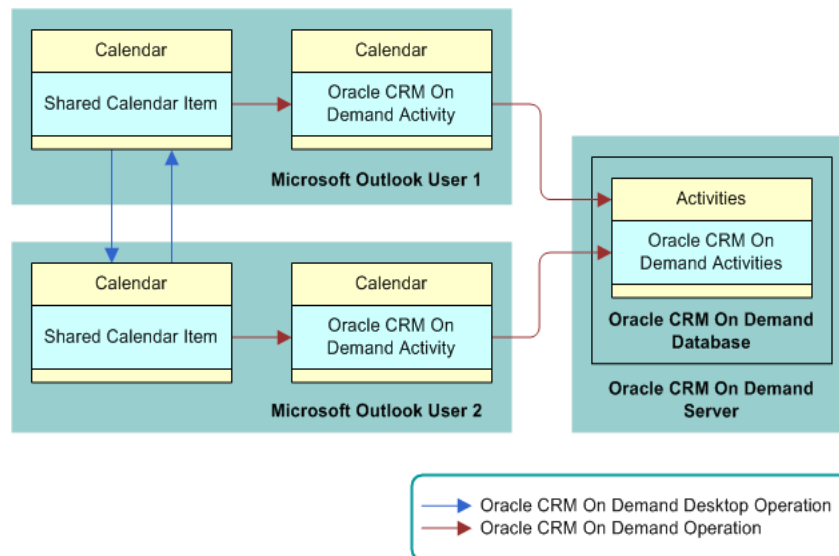 Calendar
Shared Calendar Item
Calendar
Oracle CRM On
Demand Activity
Microsoft Outlook User 1
Calendar
Shared Calendar Item
Calendar
Oracle CRM On
Demand Activity
Microsoft Outlook User 2
Activities
Oracle CRM On
Demand Activities
Oracle CRM On Demand
Database
Oracle CRM On Demand
Server
Oracle CRM On Demand Desktop Operation
Oracle CRM On Demand Operation